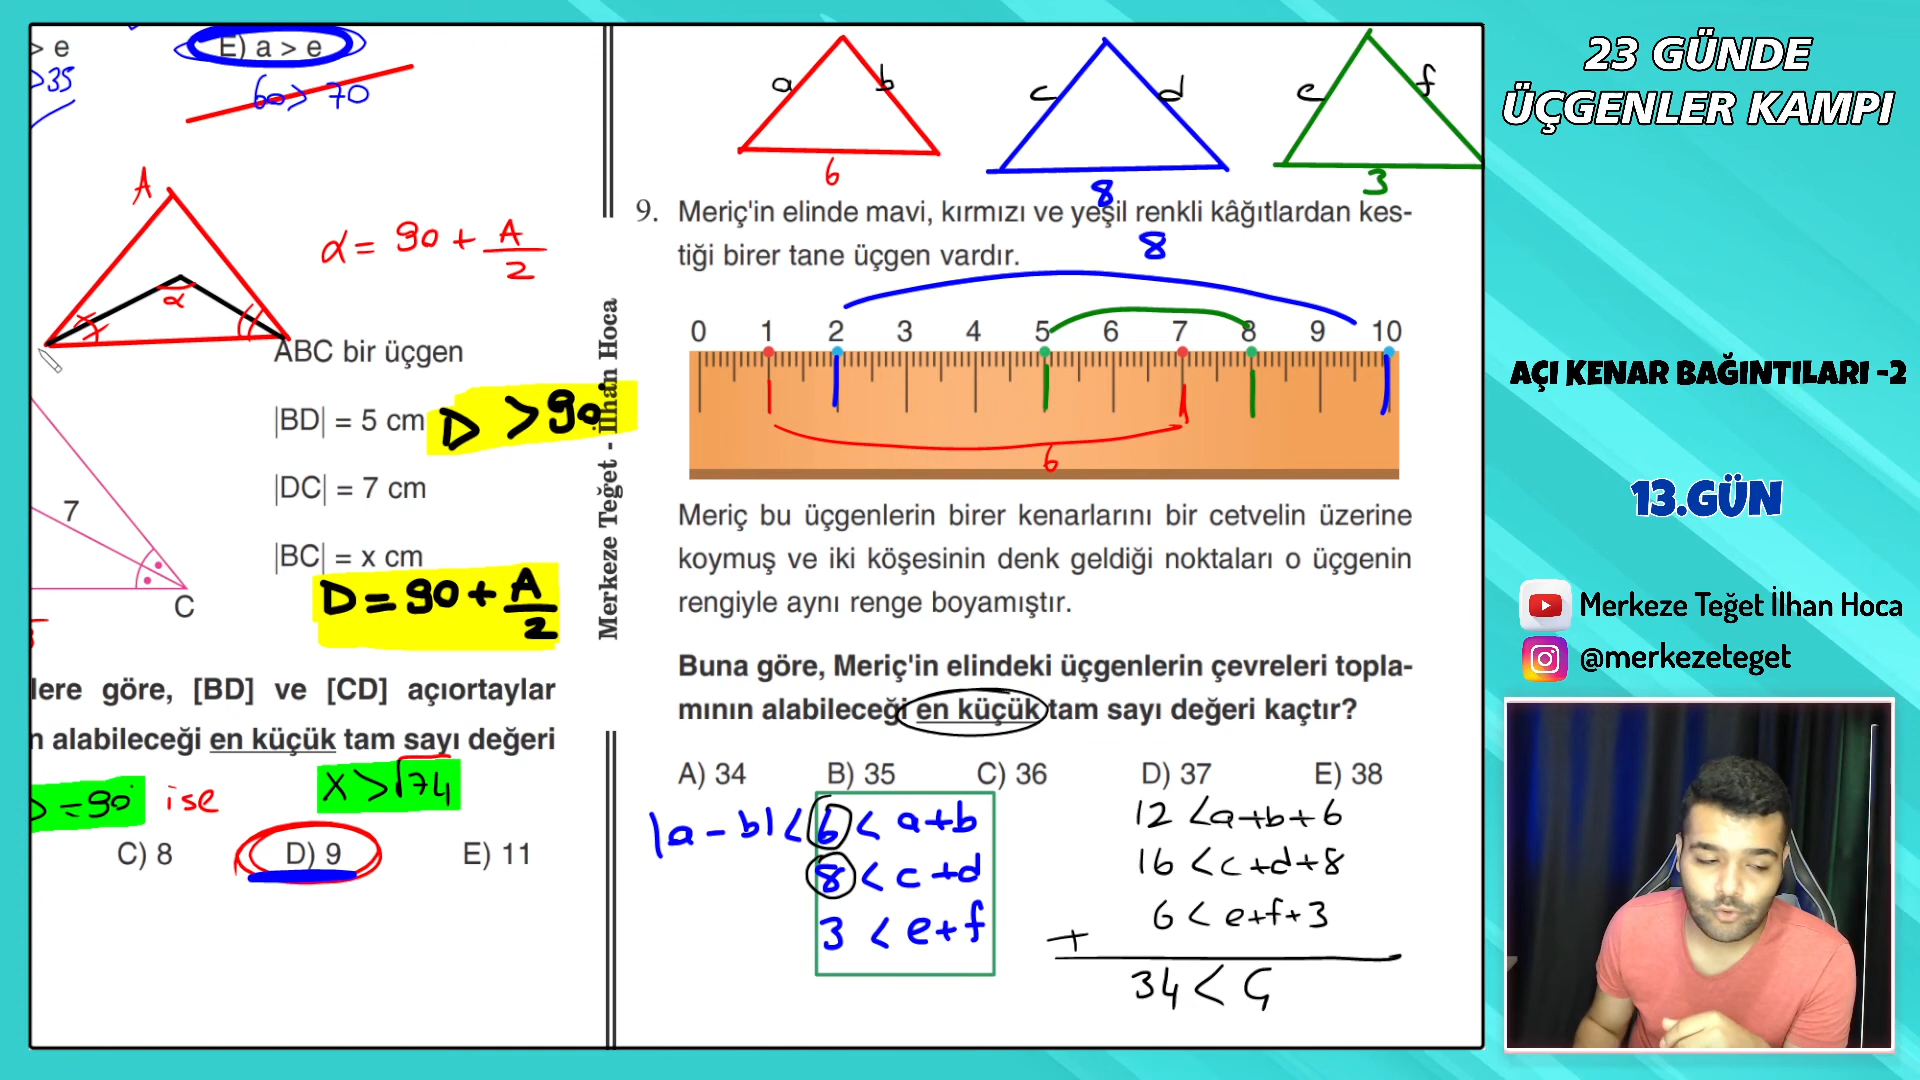 > e
E) a > e
>35
60 > 70
A
α = 90 + A/2
α
ABC bir üçgen
|BD| = 5 cm
D > 90
|DC| = 7 cm
7
|BC| = x cm
C
D = 90 + A/2
lere göre, [BD] ve [CD] açıortaylar
n alabileceği en küçük tam sayı değeri
= 90° ise
x > √74
C) 8
D) 9
E) 11
Merkeze Teğet - İlhan Hoca
a b
6
c d
8
e f
3
9. Meriç'in elinde mavi, kırmızı ve yeşil renkli kâğıtlardan kes-
tiği birer tane üçgen vardır.
8
0 1 2 3 4 5 6 7 8 9 10
6
Meriç bu üçgenlerin birer kenarlarını bir cetvelin üzerine
koymuş ve iki köşesinin denk geldiği noktaları o üçgenin
rengiyle aynı renge boyamıştır.
Buna göre, Meriç'in elindeki üçgenlerin çevreleri topla-
mının alabileceği en küçük tam sayı değeri kaçtır?
A) 34 B) 35 C) 36 D) 37 E) 38
|a - b| < 6 < a+b
8 < c+d
3 < e+f
12 < a+b+6
16 < c+d+8
6 < e+f+3
+
34 < Ç
23 GÜNDE
ÜÇGENLER KAMPI
AÇI KENAR BAĞINTILARI -2
13.GÜN
Merkeze Teğet İlhan Hoca
@merkezeteget